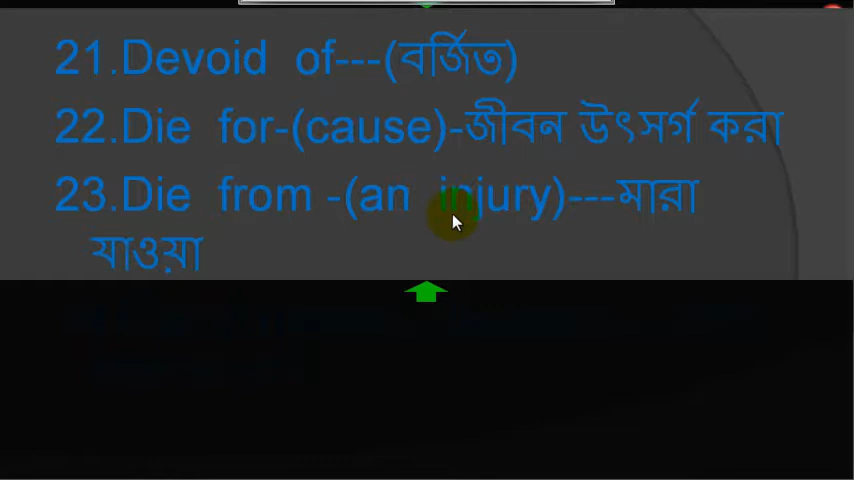 21.Devoid of---(বর্জিত)
22.Die for-(cause)-জীবন উৎসর্গ করা
23.Die from -(an injury)---মারা
যাওয়া